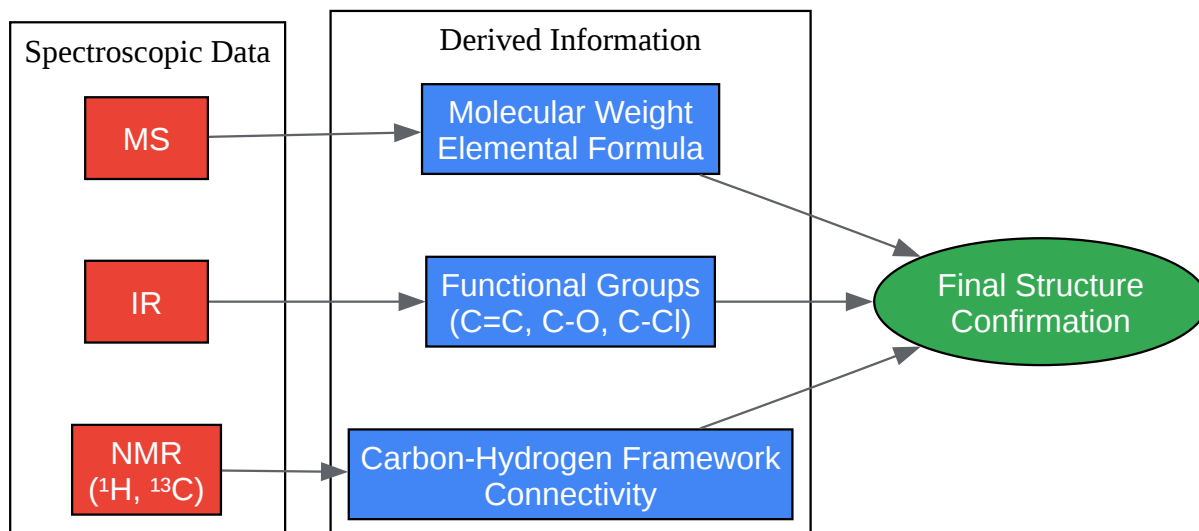 Spectroscopic Data
Derived Information
MS
Molecular Weight
Elemental Formula
IR
Functional Groups
(C=C, C-O, C-Cl)
Final Structure
Confirmation
NMR
(¹H, ¹³C)
Carbon-Hydrogen Framework
Connectivity